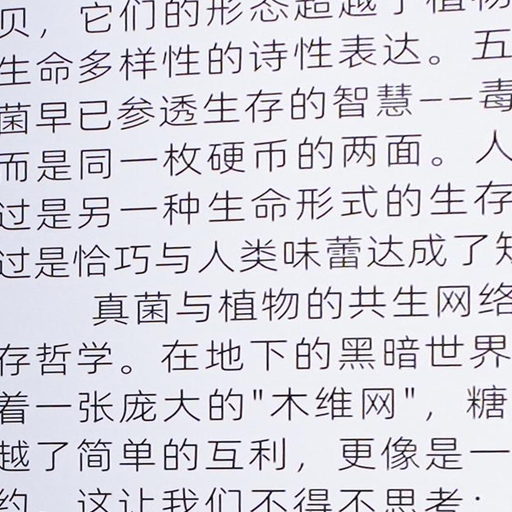 贝，它们的形态超越了植物
生命多样性的诗性表达。五
菌早已参透生存的智慧——毒
而是同一枚硬币的两面。人
过是另一种生命形式的生存
过是恰巧与人类味蕾达成了
真菌与植物的共生网络
存哲学。在地下的黑暗世界
着一张庞大的"木维网"，糖
越了简单的互利，更像是一
约，这让我们不得不思考：